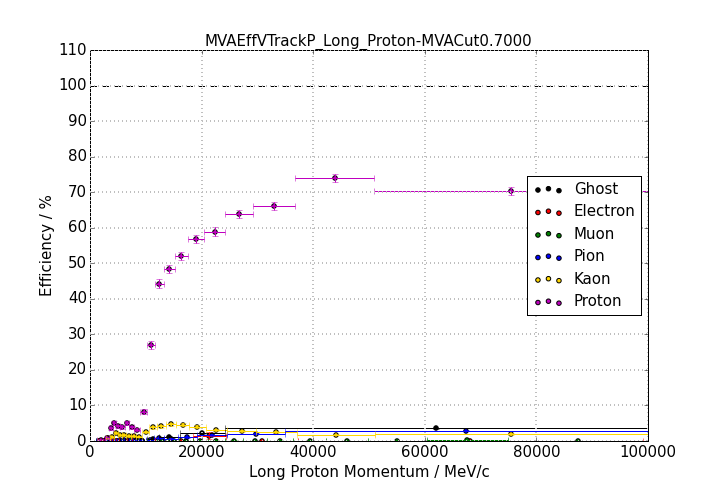 MVAEffVTrackP_Long_Proton-MVACut0.7000
110
100
90
80
70
60
50
40
30
20
10
0
Efficiency / %
Ghost
Electron
Muon
Pion
Kaon
Proton
0 20000 40000 60000 80000 100000
Long Proton Momentum / MeV/c